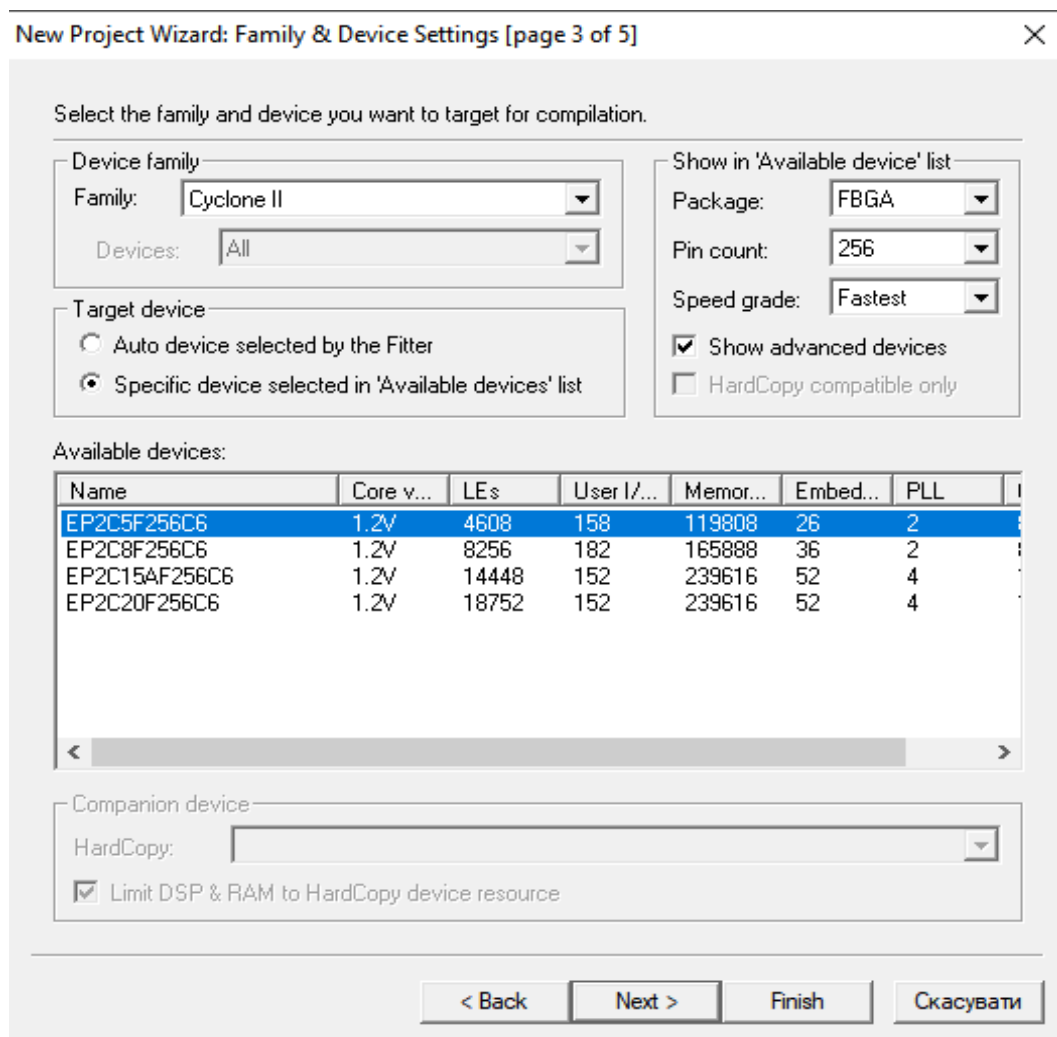 New Project Wizard: Family & Device Settings [page 3 of 5]
Select the family and device you want to target for compilation.
Device family
Family: Cyclone II
Devices: All
Show in 'Available device' list
Package: FBGA
Pin count: 256
Speed grade: Fastest
Show advanced devices
HardCopy compatible only
Target device
Auto device selected by the Fitter
Specific device selected in 'Available devices' list
Available devices:
Name Core v... LEs User I/... Memor... Embed... PLL
EP2C5F256C6 1.2V 4608 158 119808 26 2
EP2C8F256C6 1.2V 8256 182 165888 36 2
EP2C15AF256C6 1.2V 14448 152 239616 52 4
EP2C20F256C6 1.2V 18752 152 239616 52 4
Companion device
HardCopy:
Limit DSP & RAM to HardCopy device resource
< Back Next > Finish Скасувати